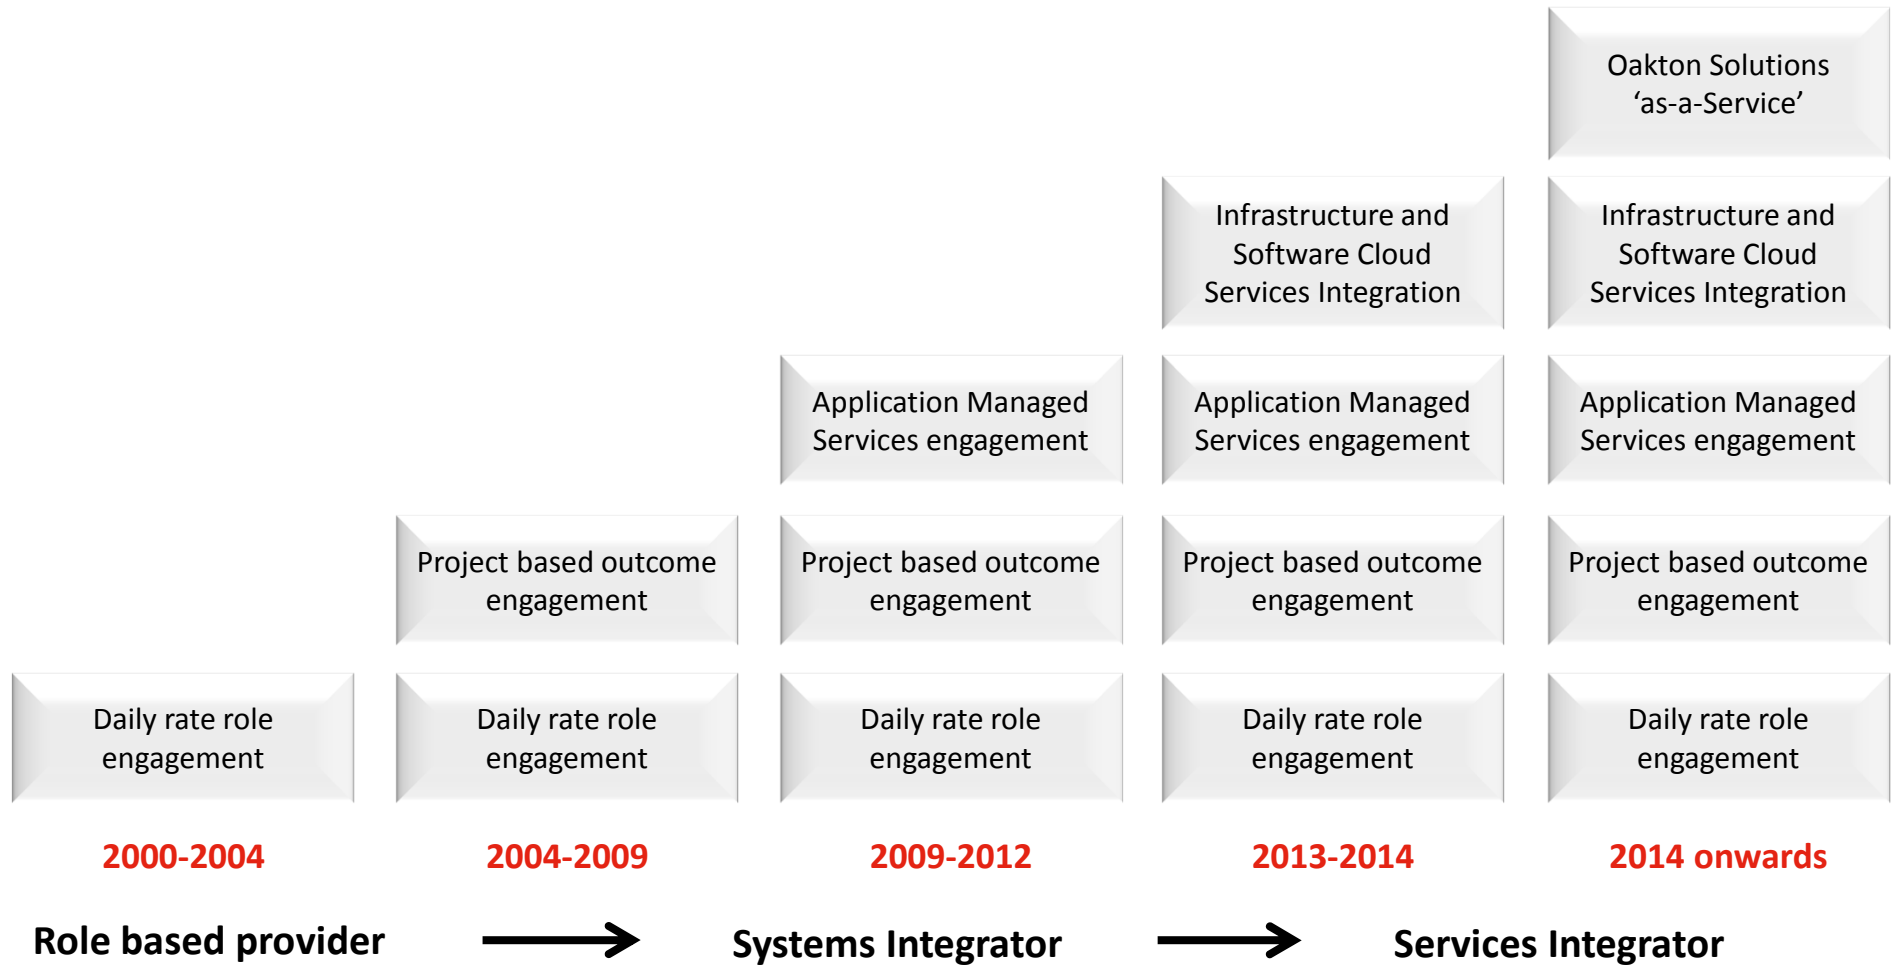 Oakton Solutions
‘as-a-Service’
Infrastructure and
Software Cloud
Services Integration
Infrastructure and
Software Cloud
Services Integration
Application Managed
Services engagement
Application Managed
Services engagement
Application Managed
Services engagement
Project based outcome
engagement
Project based outcome
engagement
Project based outcome
engagement
Project based outcome
engagement
Daily rate role
engagement
Daily rate role
engagement
Daily rate role
engagement
Daily rate role
engagement
Daily rate role
engagement
2000-2004
2004-2009
2009-2012
2013-2014
2014 onwards
Role based provider
Systems Integrator
Services Integrator